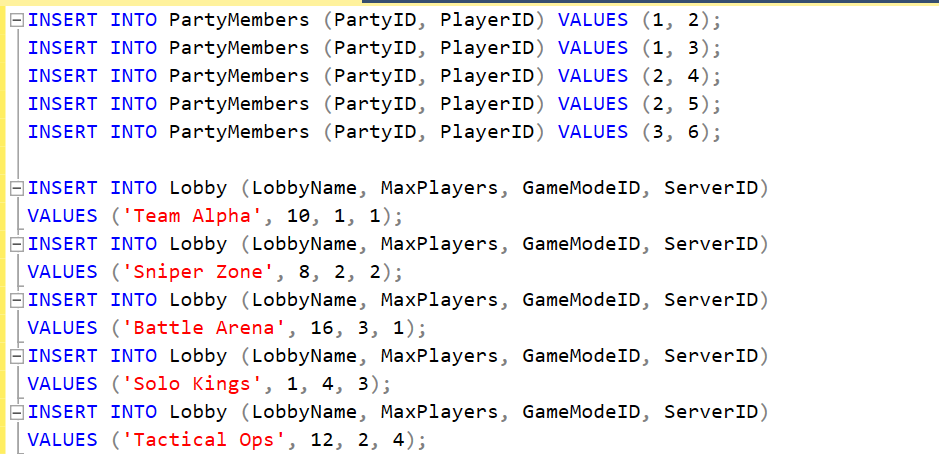 INSERT INTO PartyMembers (PartyID, PlayerID) VALUES (1, 2);
INSERT INTO PartyMembers (PartyID, PlayerID) VALUES (1, 3);
INSERT INTO PartyMembers (PartyID, PlayerID) VALUES (2, 4);
INSERT INTO PartyMembers (PartyID, PlayerID) VALUES (2, 5);
INSERT INTO PartyMembers (PartyID, PlayerID) VALUES (3, 6);
INSERT INTO Lobby (LobbyName, MaxPlayers, GameModeID, ServerID)
VALUES ('Team Alpha', 10, 1, 1);
INSERT INTO Lobby (LobbyName, MaxPlayers, GameModeID, ServerID)
VALUES ('Sniper Zone', 8, 2, 2);
INSERT INTO Lobby (LobbyName, MaxPlayers, GameModeID, ServerID)
VALUES ('Battle Arena', 16, 3, 1);
INSERT INTO Lobby (LobbyName, MaxPlayers, GameModeID, ServerID)
VALUES ('Solo Kings', 1, 4, 3);
INSERT INTO Lobby (LobbyName, MaxPlayers, GameModeID, ServerID)
VALUES ('Tactical Ops', 12, 2, 4);